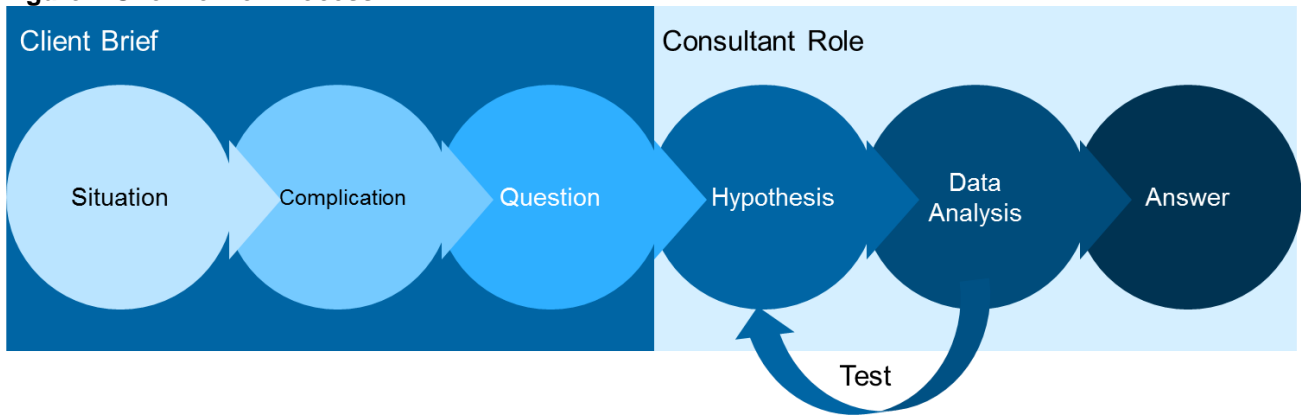 Client Brief
Consultant Role
Situation
Complication
Question
Hypothesis
Data
Analysis
Answer
Test